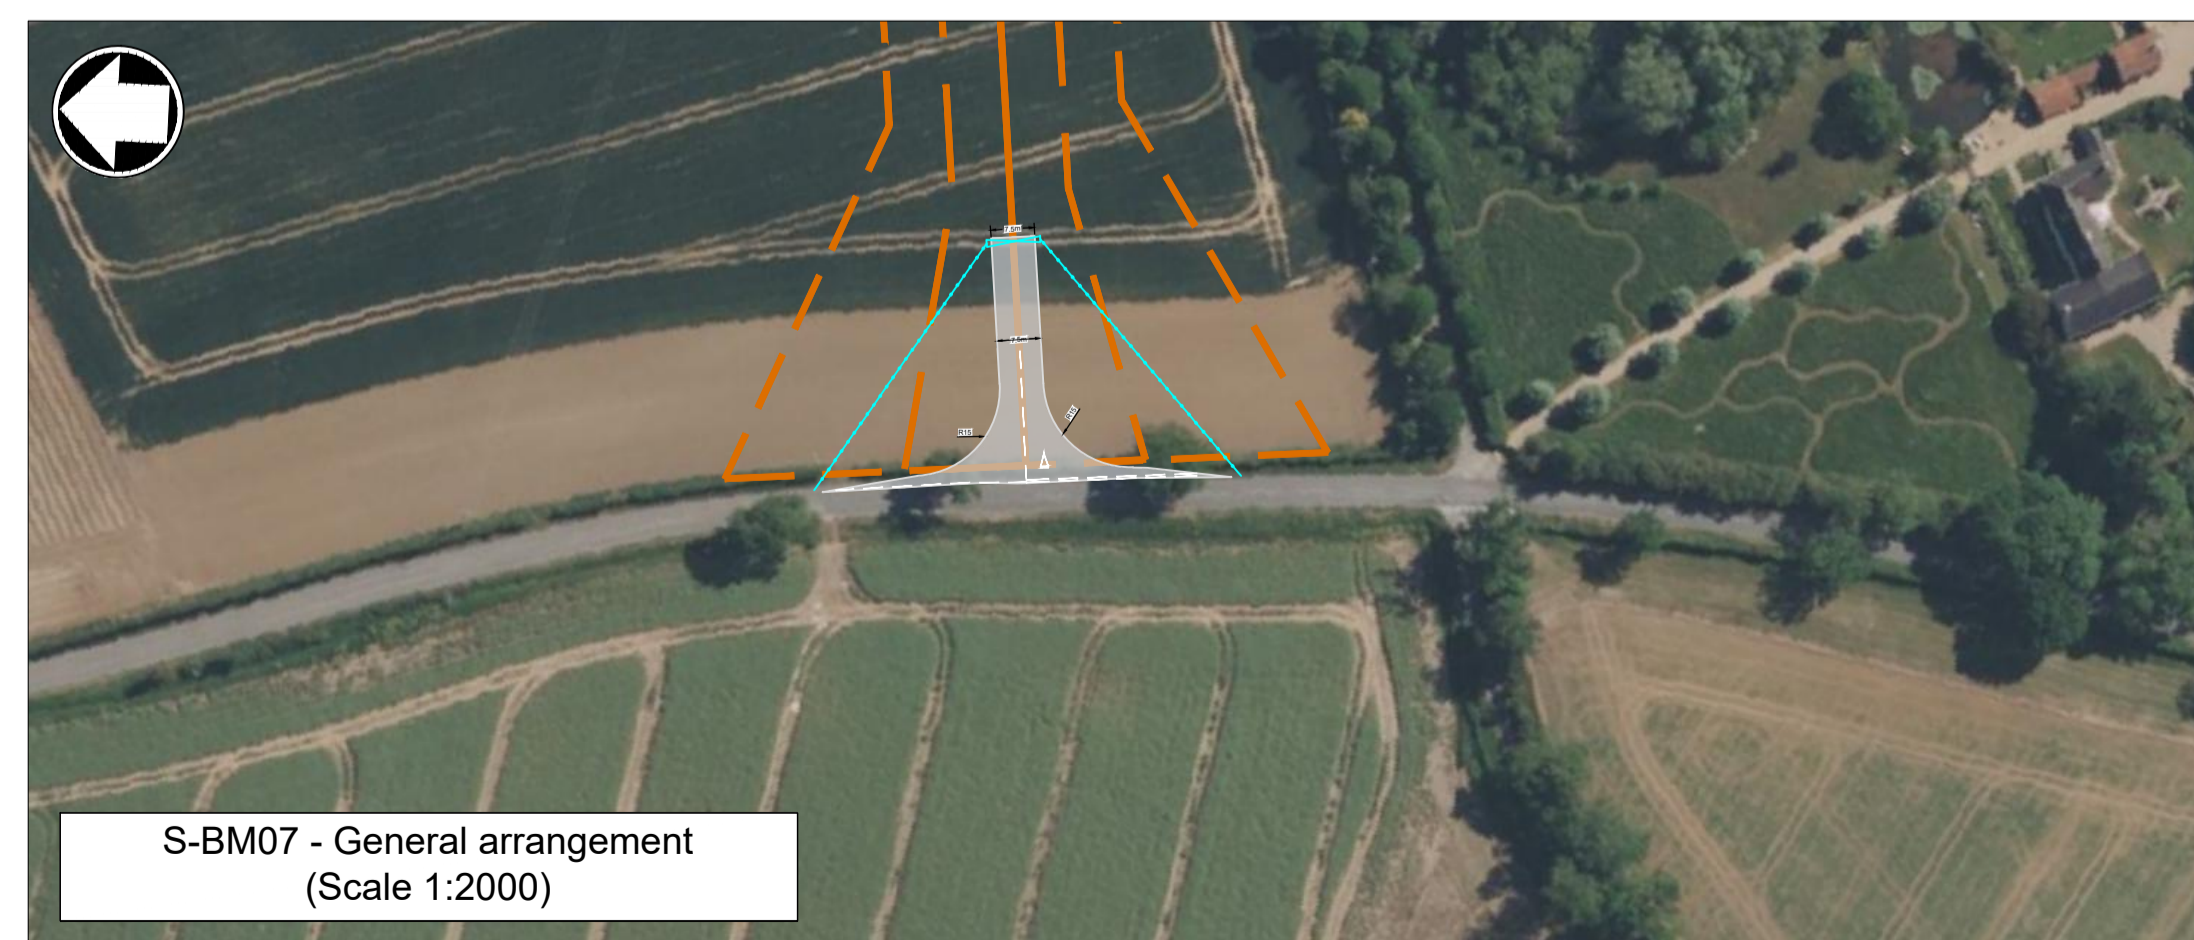 7.5m
7.5m
R15
R15
S-BM07 - General arrangement
(Scale 1:2000)